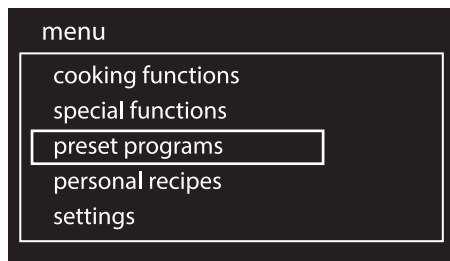 menu
cooking functions
special functions
preset programs
personal recipes
settings